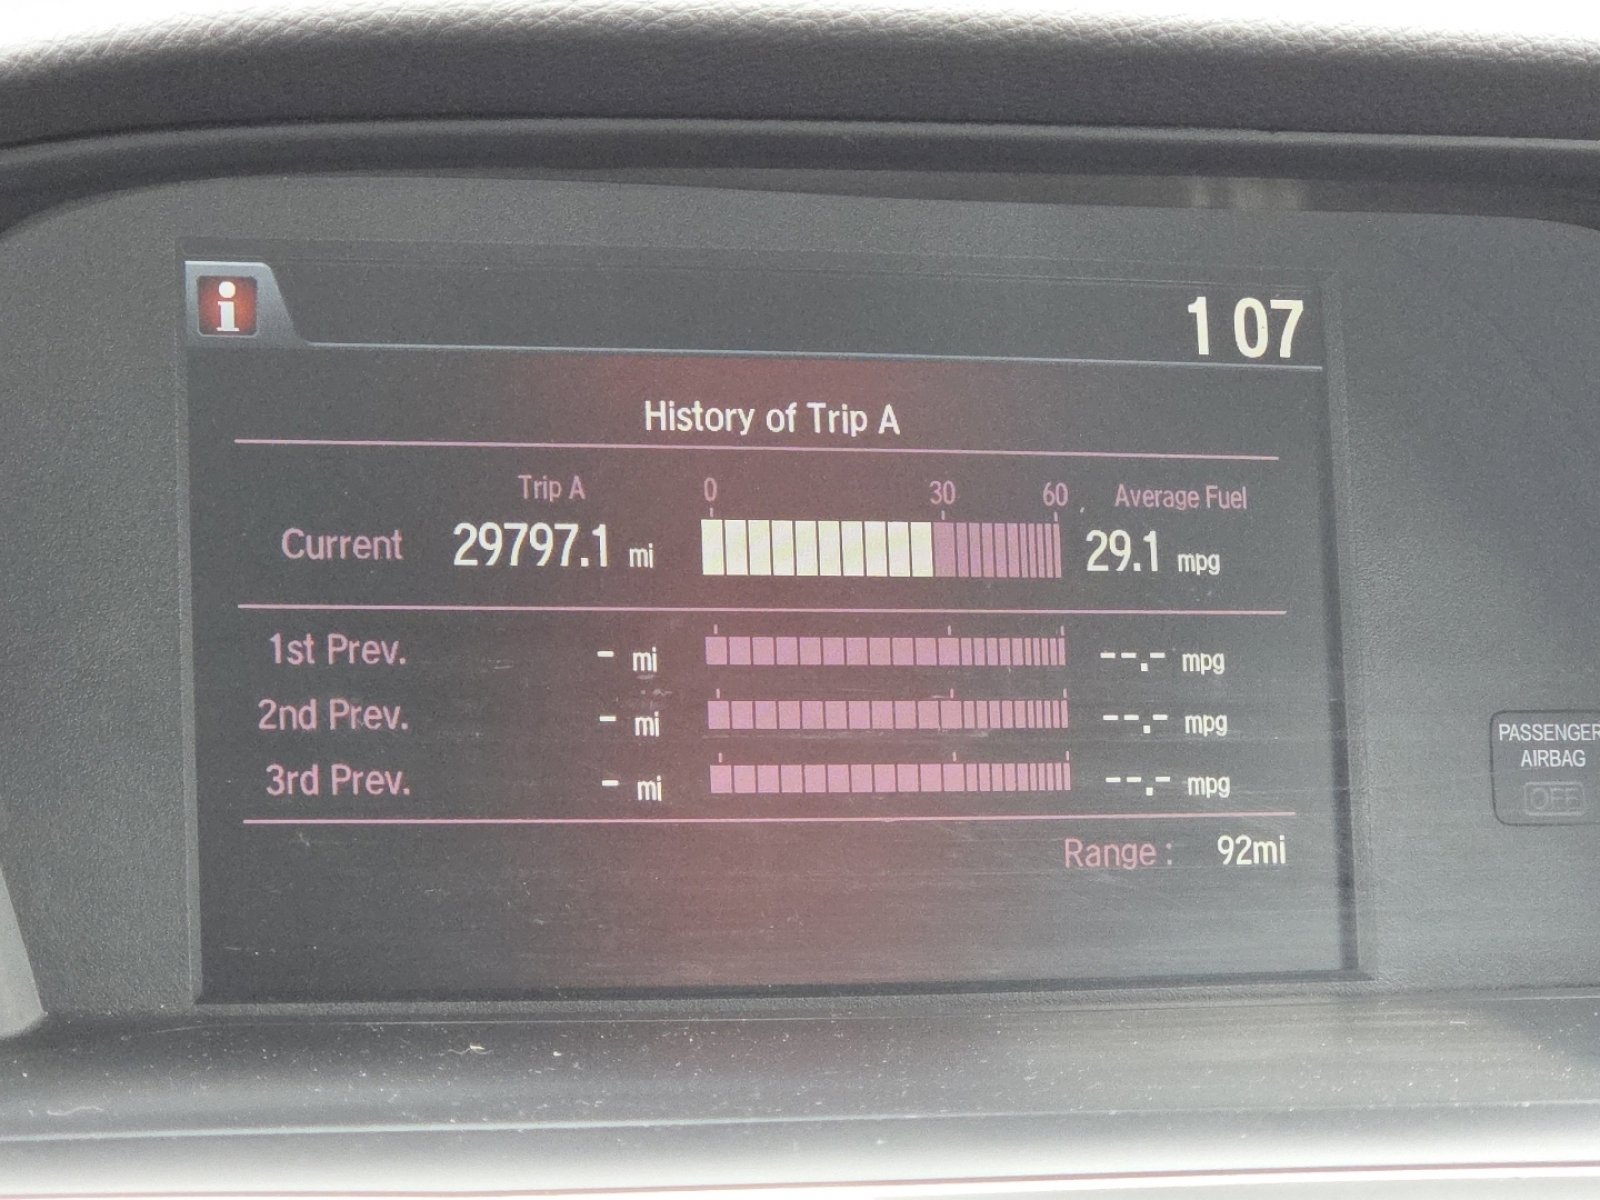 i
1 07
History of Trip A
Trip A 0 30 60 Average Fuel
Current 29797.1 mi 29.1 mpg
1st Prev. - mi --.- mpg
2nd Prev. - mi --.- mpg
3rd Prev. - mi --.- mpg
Range : 92mi
PASSENGER
AIRBAG
OFF